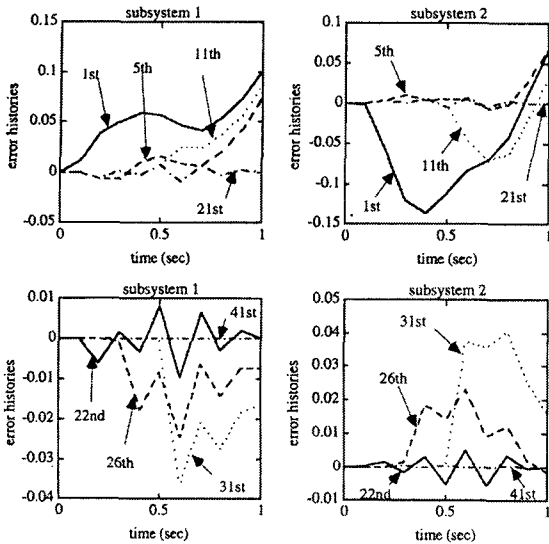 subsystem 1
0.15
0.1
0.05
0
-0.05
error histories
1st
5th
11th
21st
0
0.5
1
time (sec)
subsystem 2
0.1
0.05
0
-0.05
-0.1
-0.15
error histories
5th
11th
1st
21st
0
0.5
1
time (sec)
subsystem 1
0.01
0
-0.01
-0.02
-0.03
-0.04
error histories
41st
22nd
26th
31st
0
0.5
1
time (sec)
subsystem 2
0.05
0.04
0.03
0.02
0.01
0
-0.01
error histories
31st
26th
22nd
41st
0
0.5
1
time (sec)